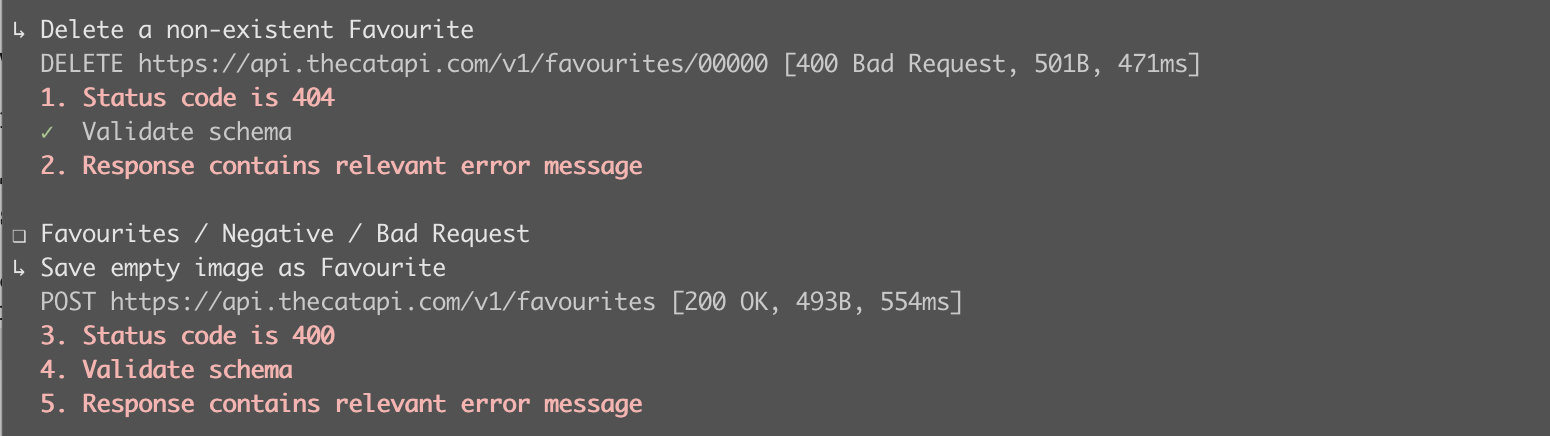 ↳ Delete a non-existent Favourite
DELETE https://api.thecatapi.com/v1/favourites/00000 [400 Bad Request, 501B, 471ms]
1. Status code is 404
✓ Validate schema
2. Response contains relevant error message
❏ Favourites / Negative / Bad Request
↳ Save empty image as Favourite
POST https://api.thecatapi.com/v1/favourites [200 OK, 493B, 554ms]
3. Status code is 400
4. Validate schema
5. Response contains relevant error message